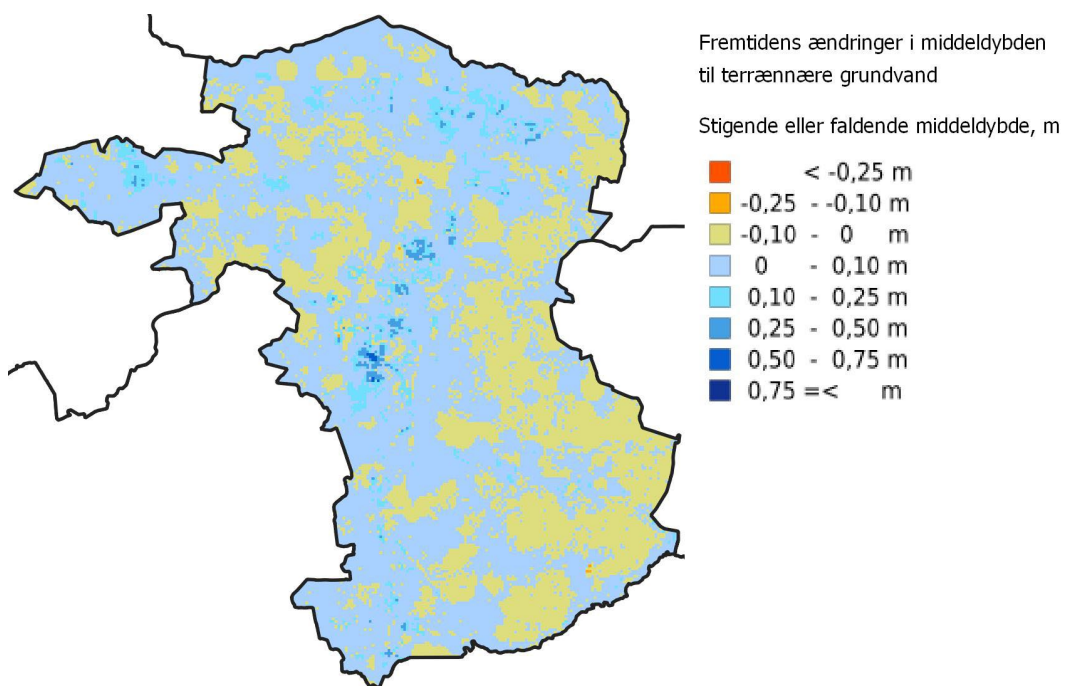 Fremtidens ændringer i middeldybden
til terrænnære grundvand
Stigende eller faldende middeldybde, m
< -0,25 m
-0,25 - -0,10 m
-0,10 - 0 m
0 - 0,10 m
0,10 - 0,25 m
0,25 - 0,50 m
0,50 - 0,75 m
0,75 =< m